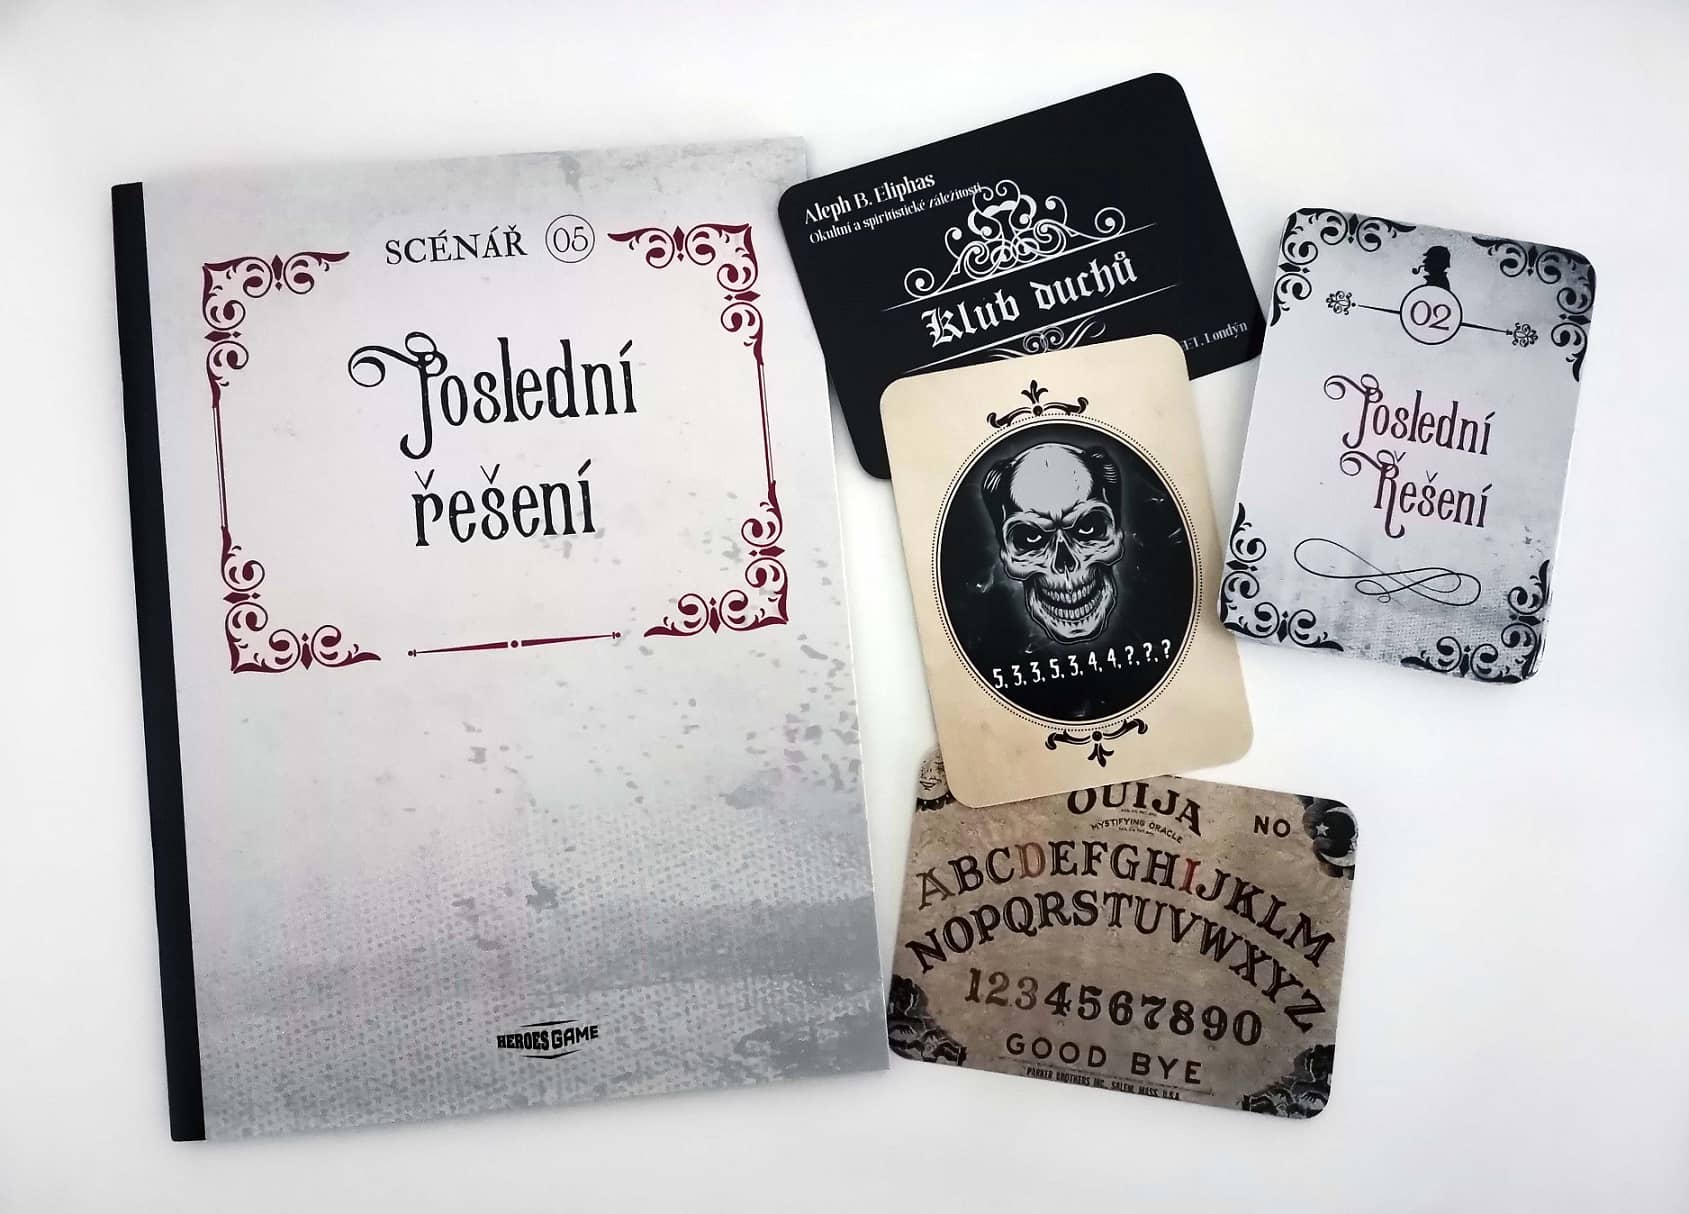 SCÉNÁŘ 05
Poslední
řešení
HEROES GAME
Aleph B. Eliphas
Okultní a spiritistické záležitosti
Klub duchů
Londýn
02
Poslední
Řešení
5, 3, 3, 5, 3, 4, 4, ?, ?, ?
OUIJA
MYSTIFYING ORACLE
NO
ABCDEFGHIJKLM
NOPQRSTUVWXYZ
1234567890
GOOD BYE
PARKER BROTHERS INC., SALEM, MASS. U.S.A.